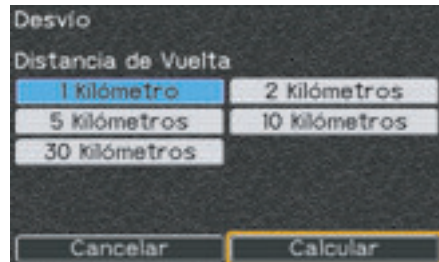 Desvío
Distancia de Vuelta
1 Kilómetro 2 Kilómetros
5 Kilómetros 10 Kilómetros
30 Kilómetros
Cancelar Calcular